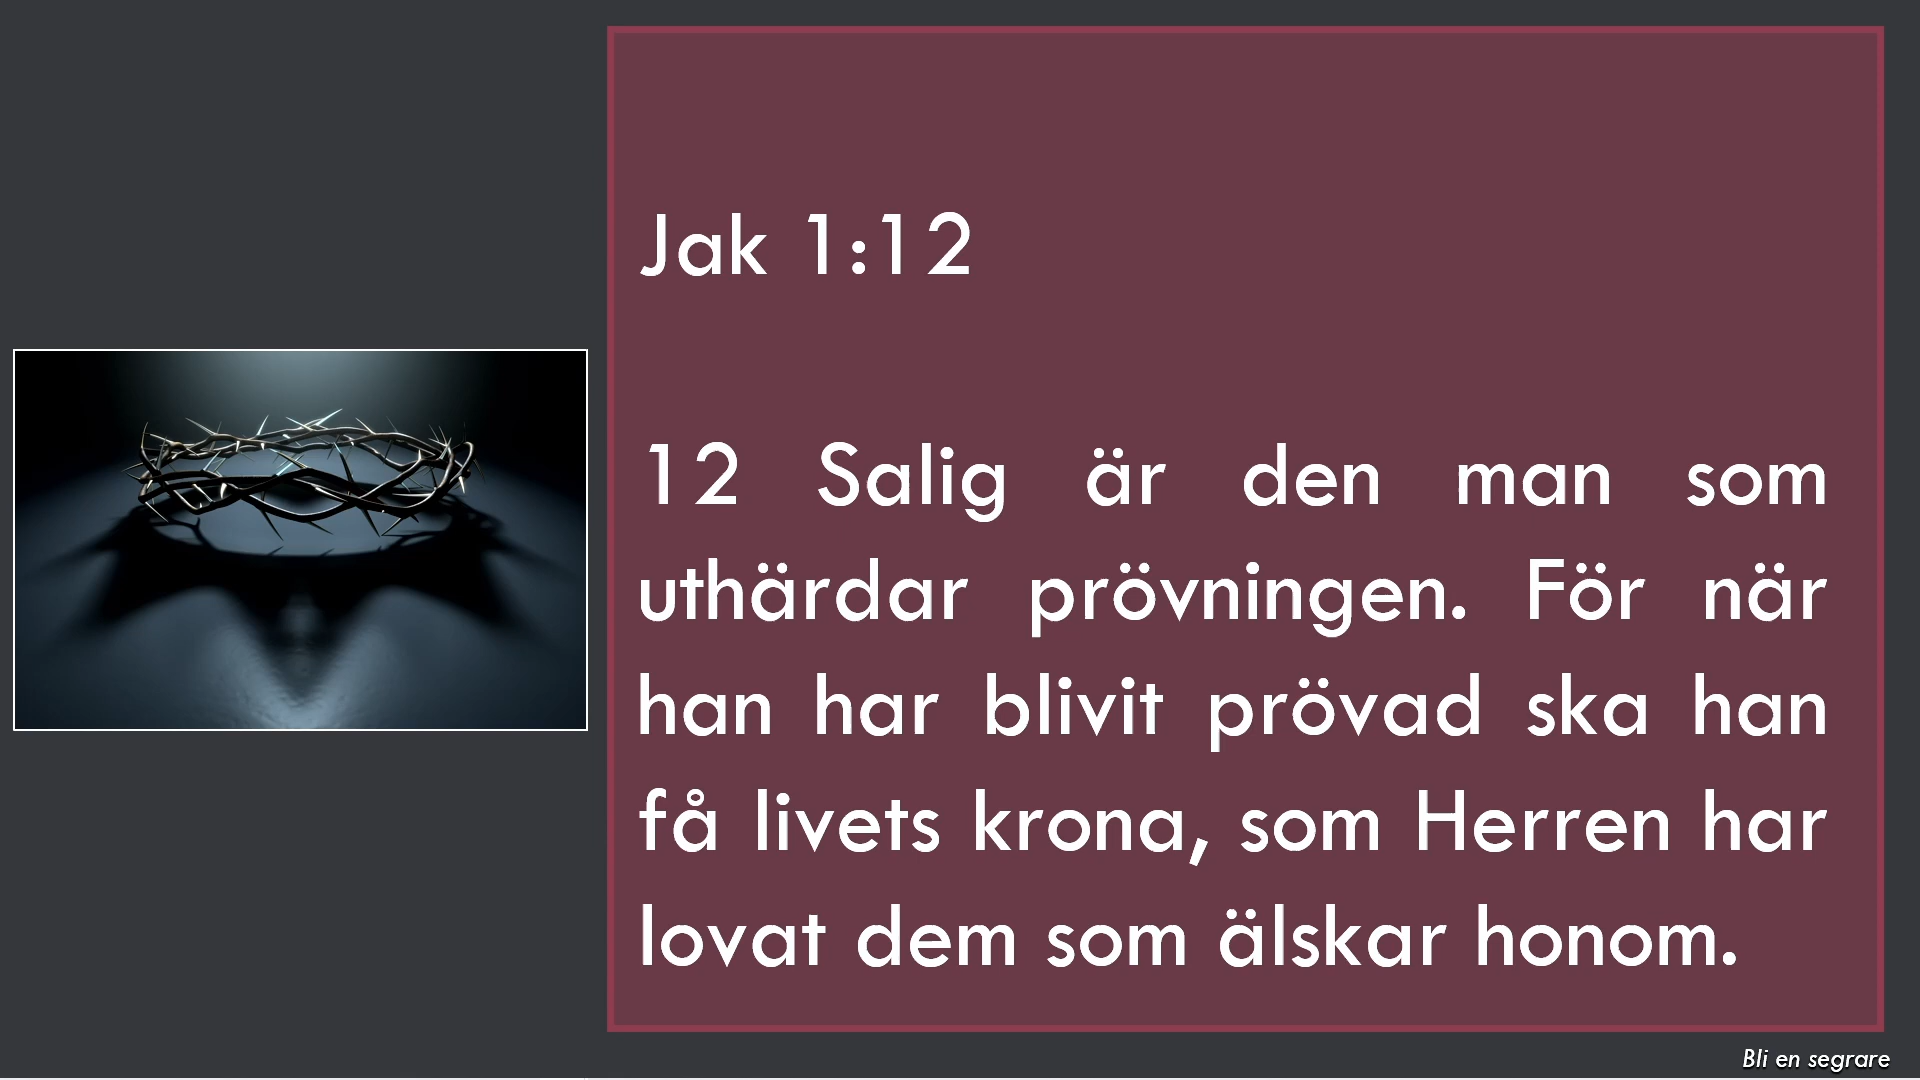 Jak 1:12
12 Salig är den man som
uthärdar prövningen. För när
han har blivit prövad ska han
få livets krona, som Herren har
lovat dem som älskar honom.
Bli en segrare